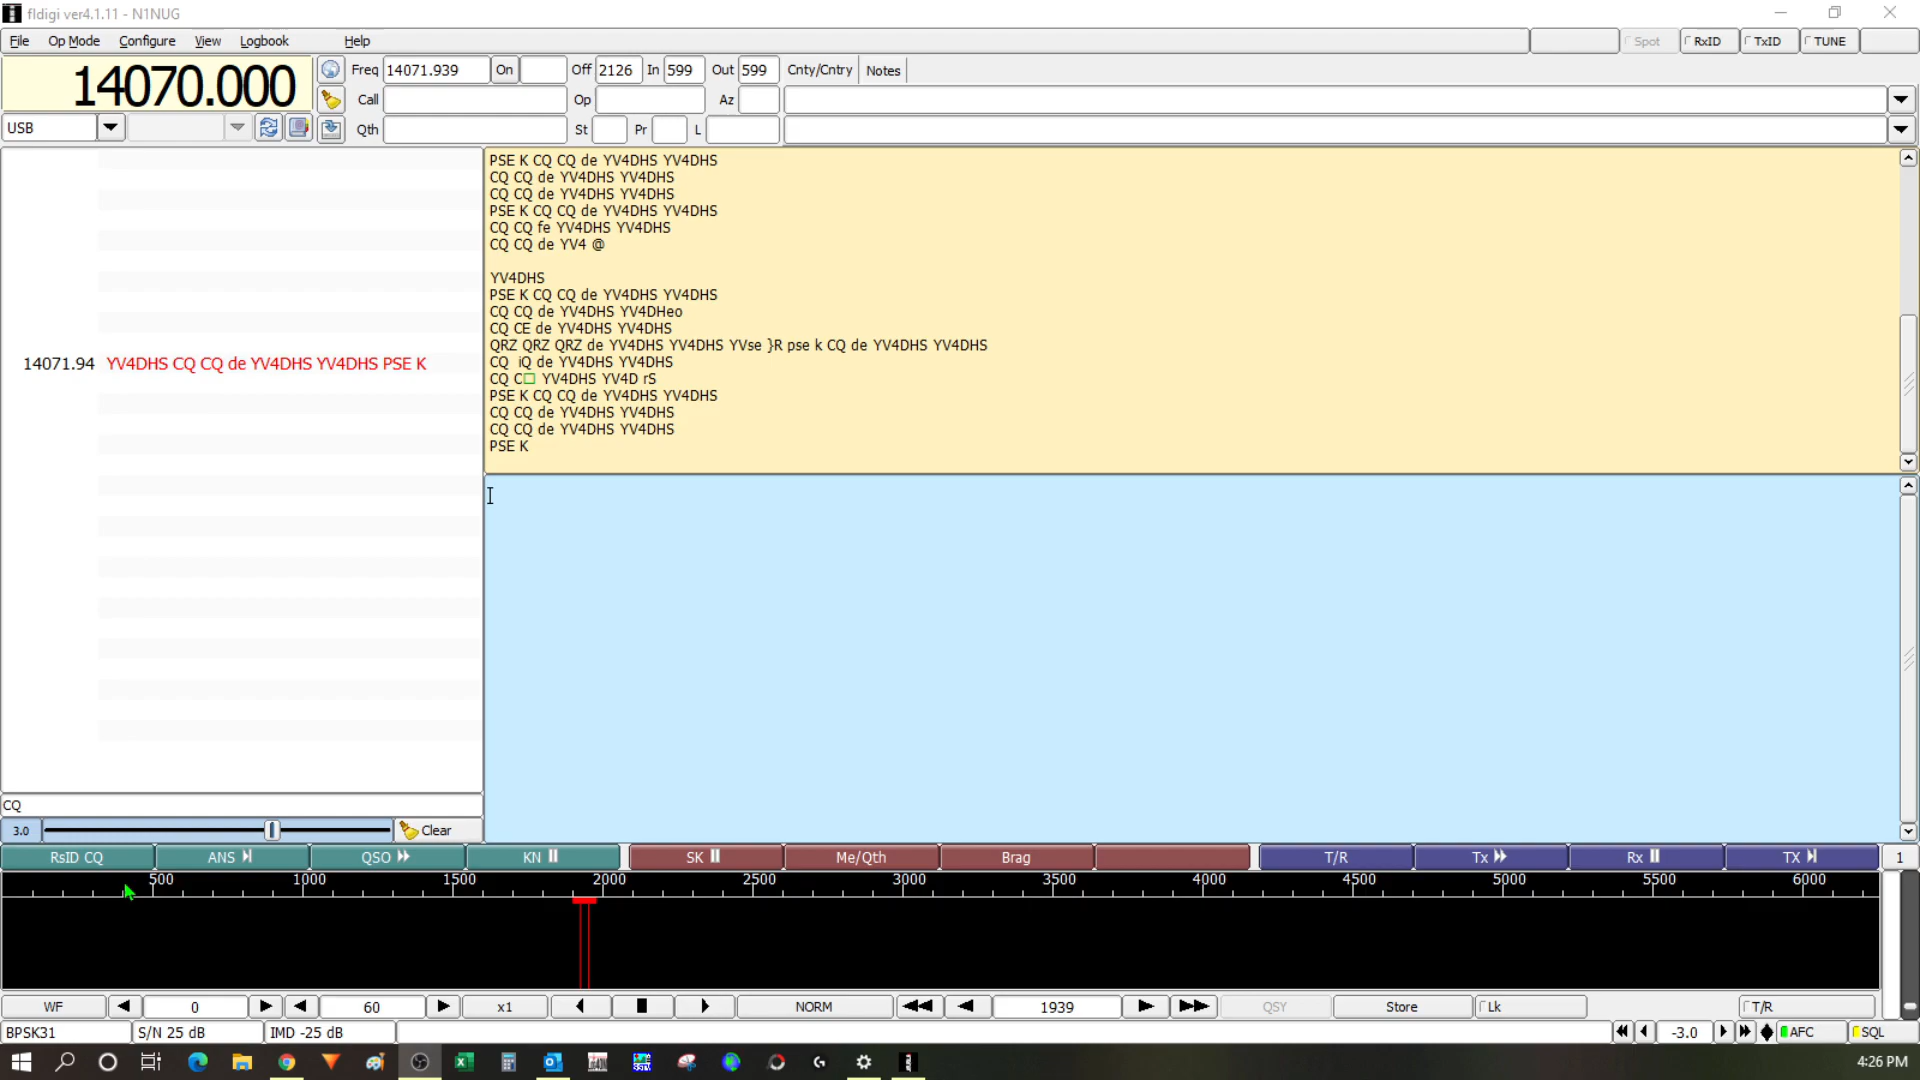 fldigi ver4.1.11 - N1NUG
File Op Mode Configure View Logbook Help Spot RxID TxID TUNE
14070.000
Freq 14071.939 On Off 2126 In 599 Out 599 Cnty/Cntry Notes
Call Op Az
USB Qth St Pr L
PSE K CQ CQ de YV4DHS YV4DHS
CQ CQ de YV4DHS YV4DHS
CQ CQ de YV4DHS YV4DHS
PSE K CQ CQ de YV4DHS YV4DHS
CQ CQ fe YV4DHS YV4DHS
CQ CQ de YV4 @
YV4DHS
PSE K CQ CQ de YV4DHS YV4DHS
CQ CQ de YV4DHS YV4DHeo
CQ CE de YV4DHS YV4DHS
QRZ QRZ QRZ de YV4DHS YV4DHS YVse }R pse k CQ de YV4DHS YV4DHS
CQ iQ de YV4DHS YV4DHS
CQ C□ YV4DHS YV4D rS
PSE K CQ CQ de YV4DHS YV4DHS
CQ CQ de YV4DHS YV4DHS
CQ CQ de YV4DHS YV4DHS
PSE K
14071.94 YV4DHS CQ CQ de YV4DHS YV4DHS PSE K
CQ
3.0 Clear
RsID CQ ANS QSO KN SK Me/Qth Brag T/R Tx Rx TX 1
500 1000 1500 2000 2500 3000 3500 4000 4500 5000 5500 6000
WF 0 60 x1 NORM 1939 QSY Store Lk T/R
BPSK31 S/N 25 dB IMD -25 dB -3.0 AFC SQL
4:26 PM